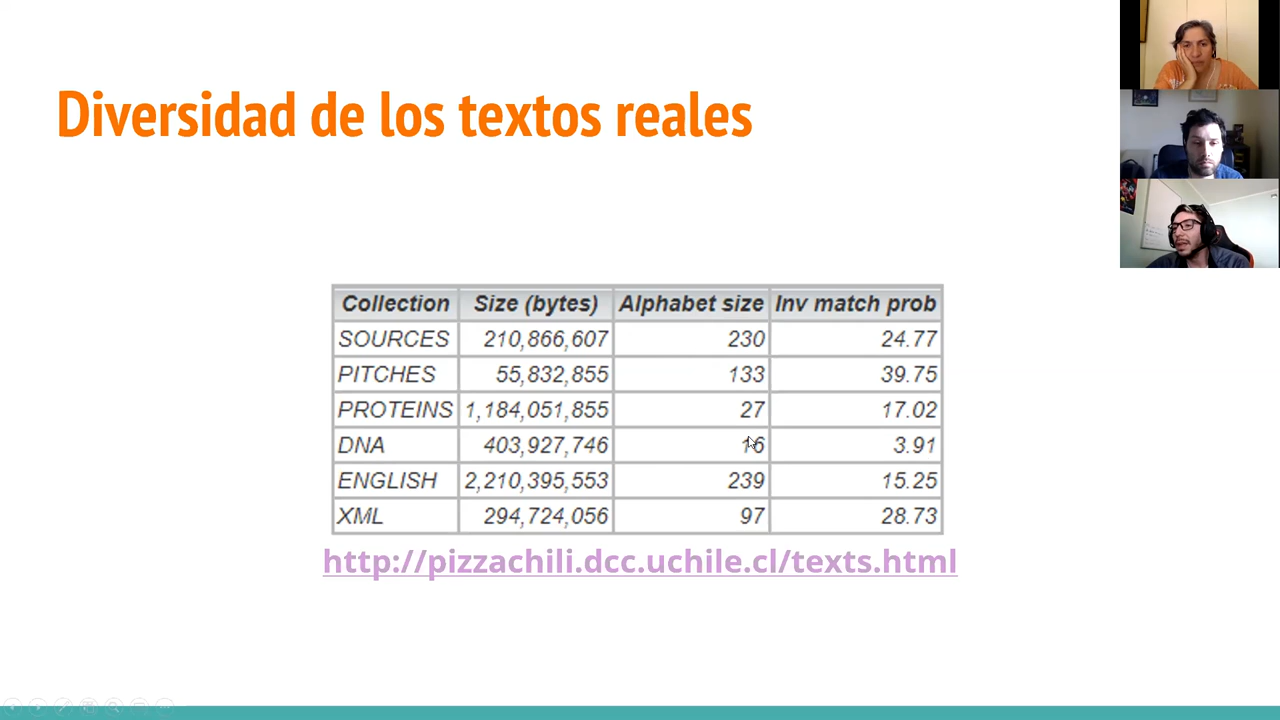 Diversidad de los textos reales
Collection Size (bytes) Alphabet size Inv match prob
SOURCES 210,866,607 230 24.77
PITCHES 55,832,855 133 39.75
PROTEINS 1,184,051,855 27 17.02
DNA 403,927,746 16 3.91
ENGLISH 2,210,395,553 239 15.25
XML 294,724,056 97 28.73
http://pizzachili.dcc.uchile.cl/texts.html